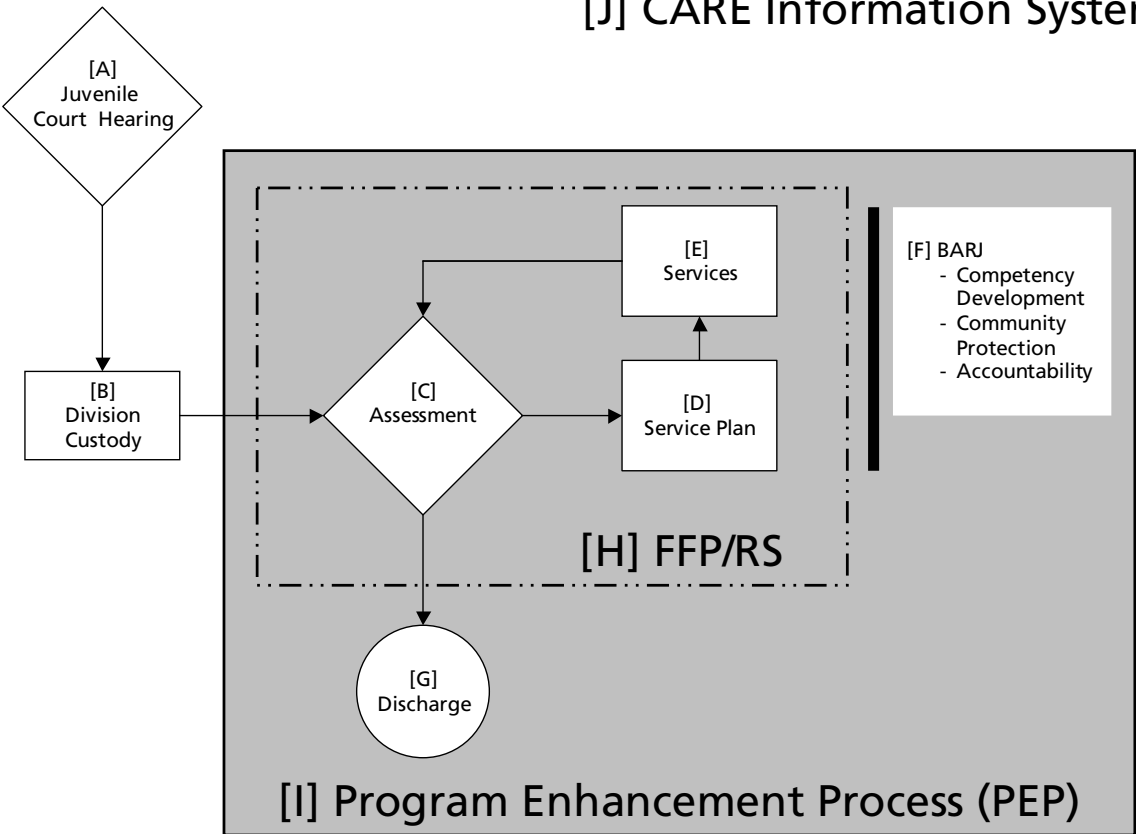 [J] CARE Information System
[A]
Juvenile
Court Hearing
[E]
Services
[F] BARJ
- Competency
Development
- Community
Protection
- Accountability
[B]
Division
Custody
[C]
Assessment
[D]
Service Plan
[H] FFP/RS
[G]
Discharge
[I] Program Enhancement Process (PEP)